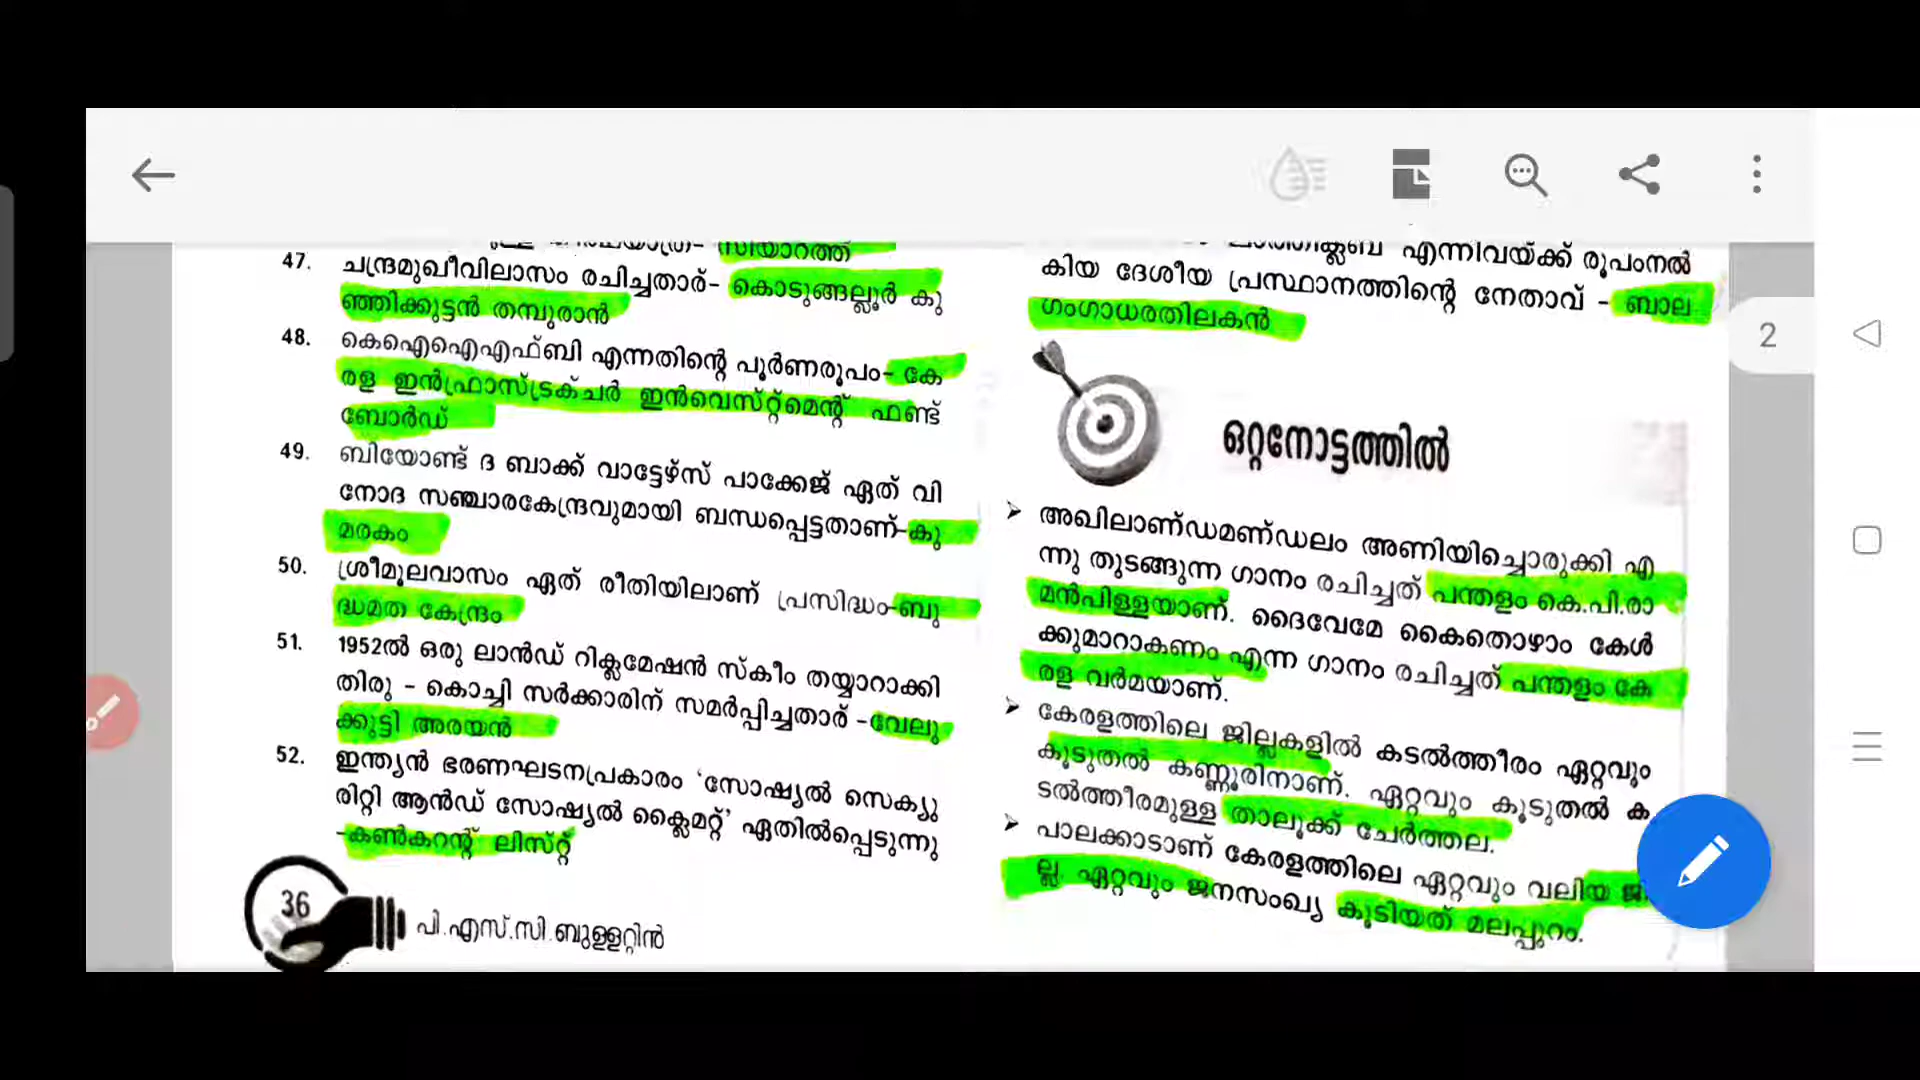 സിയാറത്ത്
47. ചന്ദ്രമുഖീവിലാസം രചിച്ചതാര്- കൊടുങ്ങല്ലൂർ കു
ഞ്ഞിക്കുട്ടൻ തമ്പുരാൻ
48. കെഐഐഎഫ്ബി എന്നതിന്റെ പൂർണരൂപം- കേ
രള ഇൻഫ്രാസ്ട്രക്ചർ ഇൻവെസ്റ്റ്മെന്റ് ഫണ്ട്
ബോർഡ്
49. ബിയോണ്ട് ദ ബാക്ക് വാട്ടേഴ്സ് പാക്കേജ് ഏത് വി
നോദ സഞ്ചാരകേന്ദ്രവുമായി ബന്ധപ്പെട്ടതാണ്-കു
മരകം
50. ശ്രീമൂലവാസം ഏത് രീതിയിലാണ് പ്രസിദ്ധം-ബു
ദ്ധമത കേന്ദ്രം
51. 1952ൽ ഒരു ലാൻഡ് റിക്ലമേഷൻ സ്കീം തയ്യാറാക്കി
തിരു - കൊച്ചി സർക്കാരിന് സമർപ്പിച്ചതാര് -വേലു
ക്കുട്ടി അരയൻ
52. ഇന്ത്യൻ ഭരണഘടനപ്രകാരം 'സോഷ്യൽ സെക്യു
രിറ്റി ആൻഡ് സോഷ്യൽ ക്ലൈമറ്റ്' ഏതിൽപ്പെടുന്നു
-കൺകറന്റ് ലിസ്റ്റ്
36 പി.എസ്.സി.ബുള്ളറ്റിൻ
എന്നിവയ്ക്ക് രൂപംനൽ
കിയ ദേശീയ പ്രസ്ഥാനത്തിന്റെ നേതാവ് - ബാല
ഗംഗാധരതിലകൻ
ഒറ്റനോട്ടത്തിൽ
അഖിലാണ്ഡമണ്ഡലം അണിയിച്ചൊരുക്കി എ
ന്നു തുടങ്ങുന്ന ഗാനം രചിച്ചത് പന്തളം കെ.പി.രാ
മൻപിള്ളയാണ്. ദൈവമേ കൈതൊഴാം കേൾ
ക്കുമാറാകണം എന്ന ഗാനം രചിച്ചത് പന്തളം കേ
രള വർമയാണ്.
കേരളത്തിലെ ജില്ലകളിൽ കടൽത്തീരം ഏറ്റവും
കൂടുതൽ കണ്ണൂരിനാണ്. ഏറ്റവും കൂടുതൽ ക
ടൽത്തീരമുള്ള താലൂക്ക് ചേർത്തല.
പാലക്കാടാണ് കേരളത്തിലെ ഏറ്റവും വലിയ ജി
ല്ല. ഏറ്റവും ജനസംഖ്യ കൂടിയത് മലപ്പുറം.
2